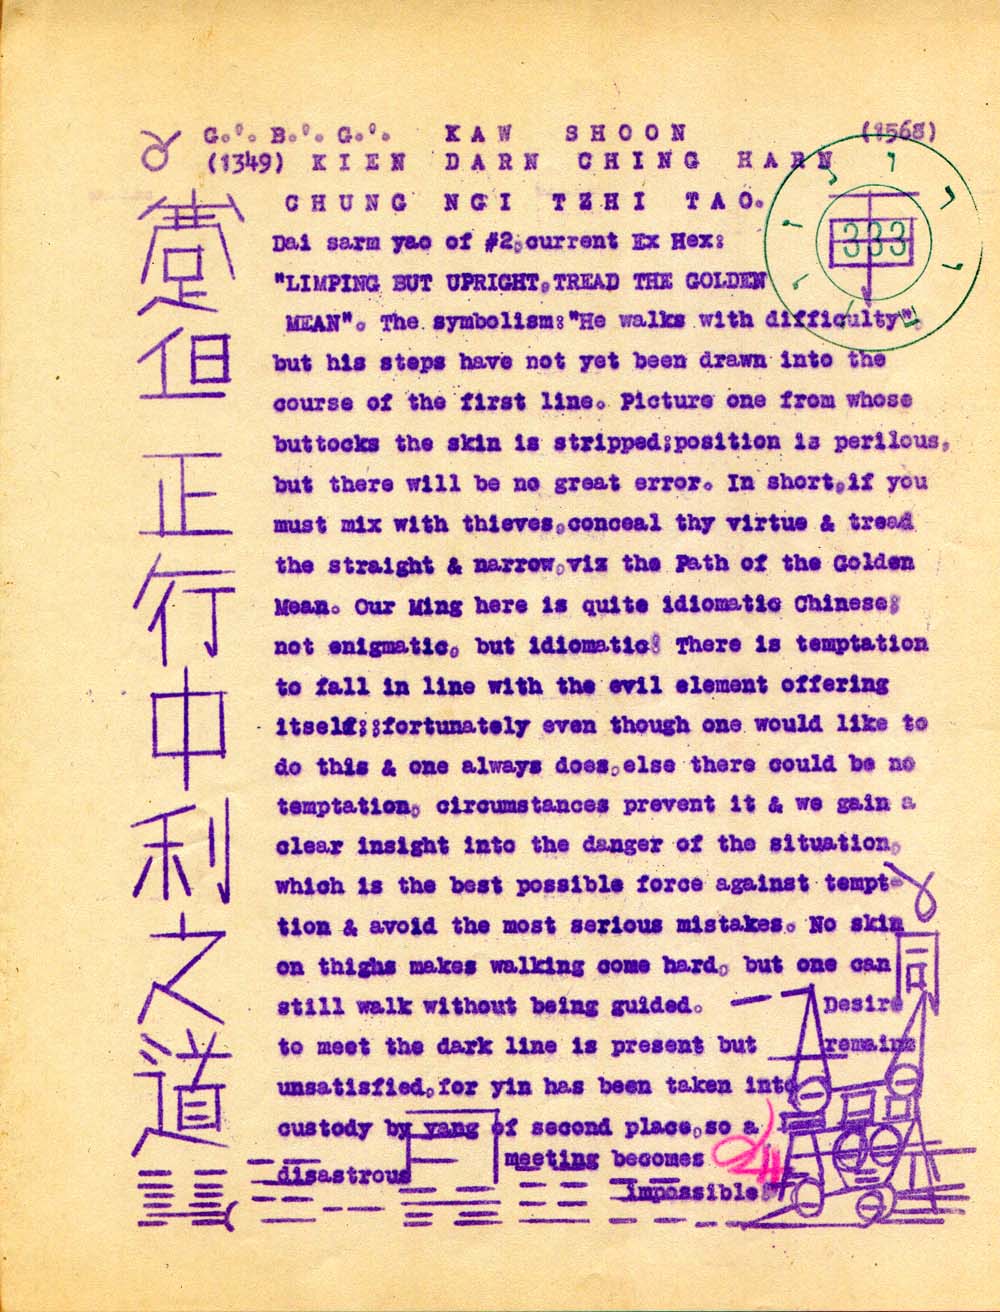 G.'. B.'. G.'. KAW SHOON (1568)
(1349) KIEN DARN CHING HARN
CHUNG NGI TZHI TAO.
333
但
正
行
中
利
之
道
Dai sarm yao of #2,current Ex Hex:
"LIMPING BUT UPRIGHT,TREAD THE GOLDEN
MEAN". The symbolism:"He walks with difficulty",
but his steps have not yet been drawn into the
course of the first line. Picture one from whose
buttocks the skin is stripped;position is perilous,
but there will be no great error. In short,if you
must mix with thieves,conceal thy virtue & tread
the straight & narrow,viz the Path of the Golden
Mean. Our Ming here is quite idiomatic Chinese;
not enigmatic, but idiomatic: There is temptation
to fall in line with the evil element offering
itself;;fortunately even though one would like to
do this & one always does,else there could be no
temptation, circumstances prevent it & we gain a
clear insight into the danger of the situation,
which is the best possible force against tempt-
tion & avoid the most serious mistakes. No skin
on thighs makes walking come hard, but one can
still walk without being guided. Desire
to meet the dark line is present but remains
unsatisfied,for yin has been taken into
custody by yang of second place,so a
disastrous meeting becomes
impossible